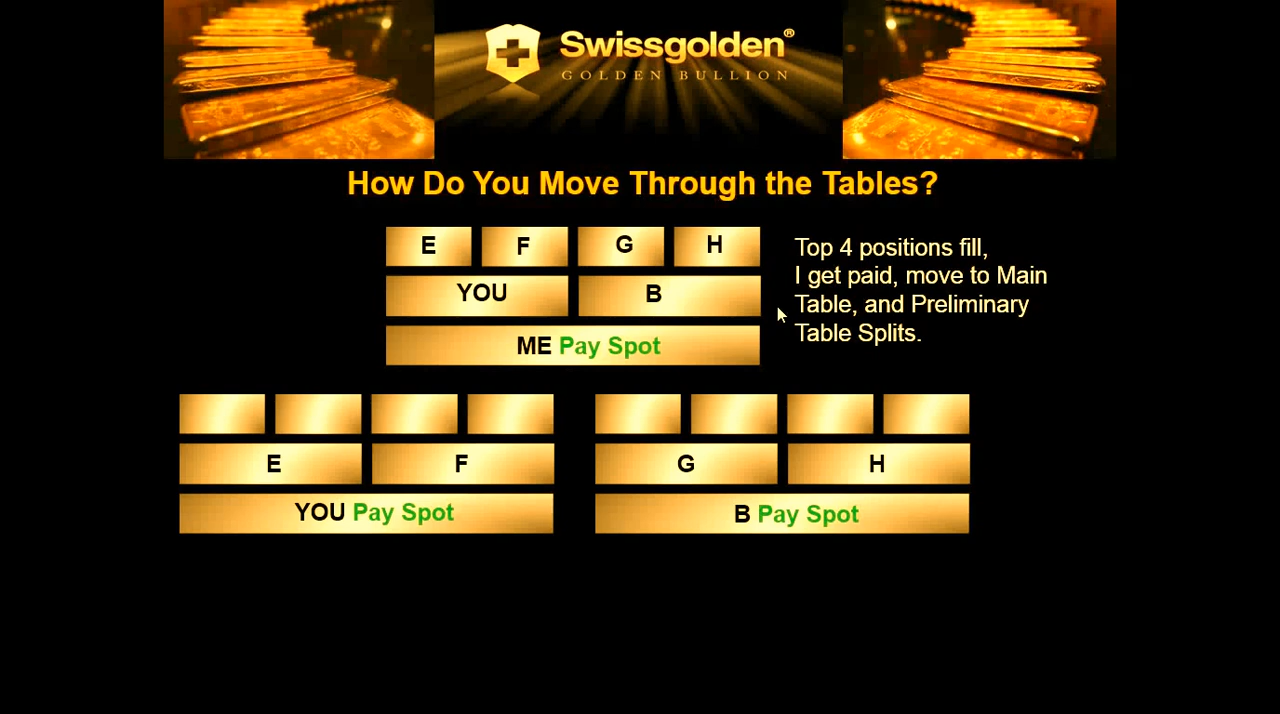 Swissgolden®
GOLDEN BULLION
How Do You Move Through the Tables?
E F G H
YOU B
ME Pay Spot
Top 4 positions fill,
I get paid, move to Main
Table, and Preliminary
Table Splits.
E F
YOU Pay Spot
G H
B Pay Spot